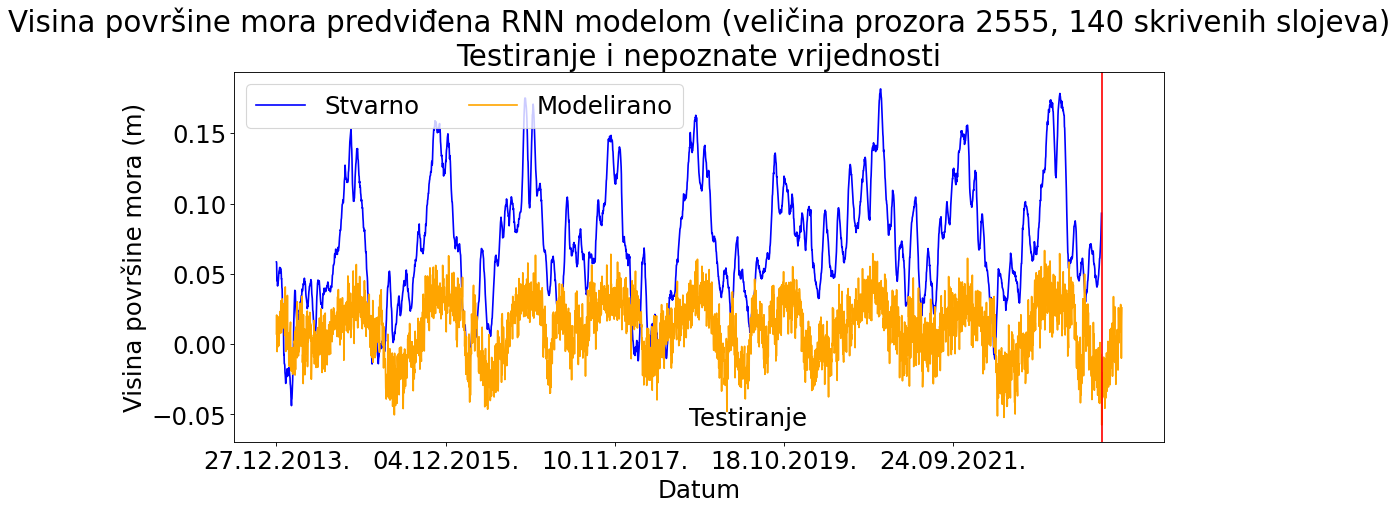 Visina površine mora predviđena RNN modelom (veličina prozora 2555, 140 skrivenih slojeva)
Testiranje i nepoznate vrijednosti
Stvarno
Modelirano
Visina površine mora (m)
0.15
0.10
0.05
0.00
−0.05
Testiranje
27.12.2013.
04.12.2015.
10.11.2017.
18.10.2019.
24.09.2021.
Datum